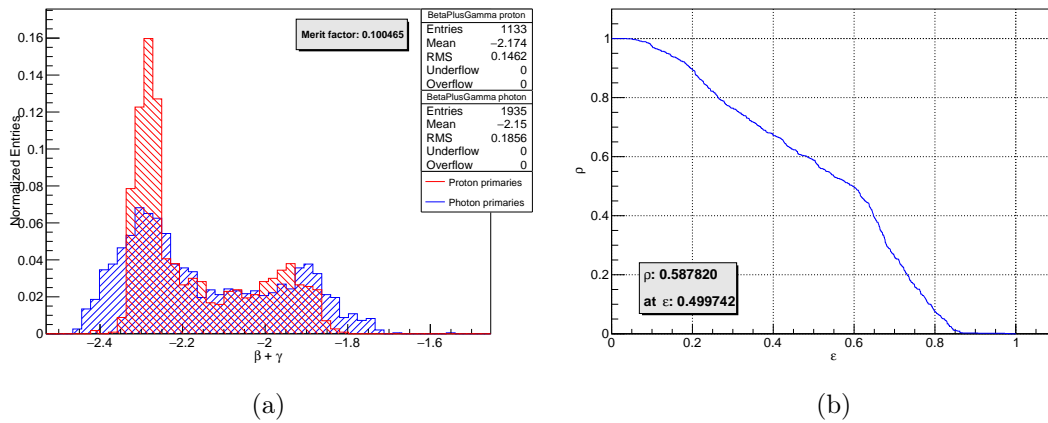 Merit factor: 0.100465
BetaPlusGamma proton
Entries 1133
Mean −2.174
RMS 0.1462
Underflow 0
Overflow 0
BetaPlusGamma photon
Entries 1935
Mean −2.15
RMS 0.1856
Underflow 0
Overflow 0
Proton primaries
Photon primaries
Normalized Entries
0.16
0.14
0.12
0.1
0.08
0.06
0.04
0.02
0
−2.4 −2.2 −2 −1.8 −1.6
β + γ
(a)
ρ
1
0.8
0.6
0.4
0.2
0
ρ: 0.587820
at ε: 0.499742
0 0.2 0.4 0.6 0.8 1
ε
(b)